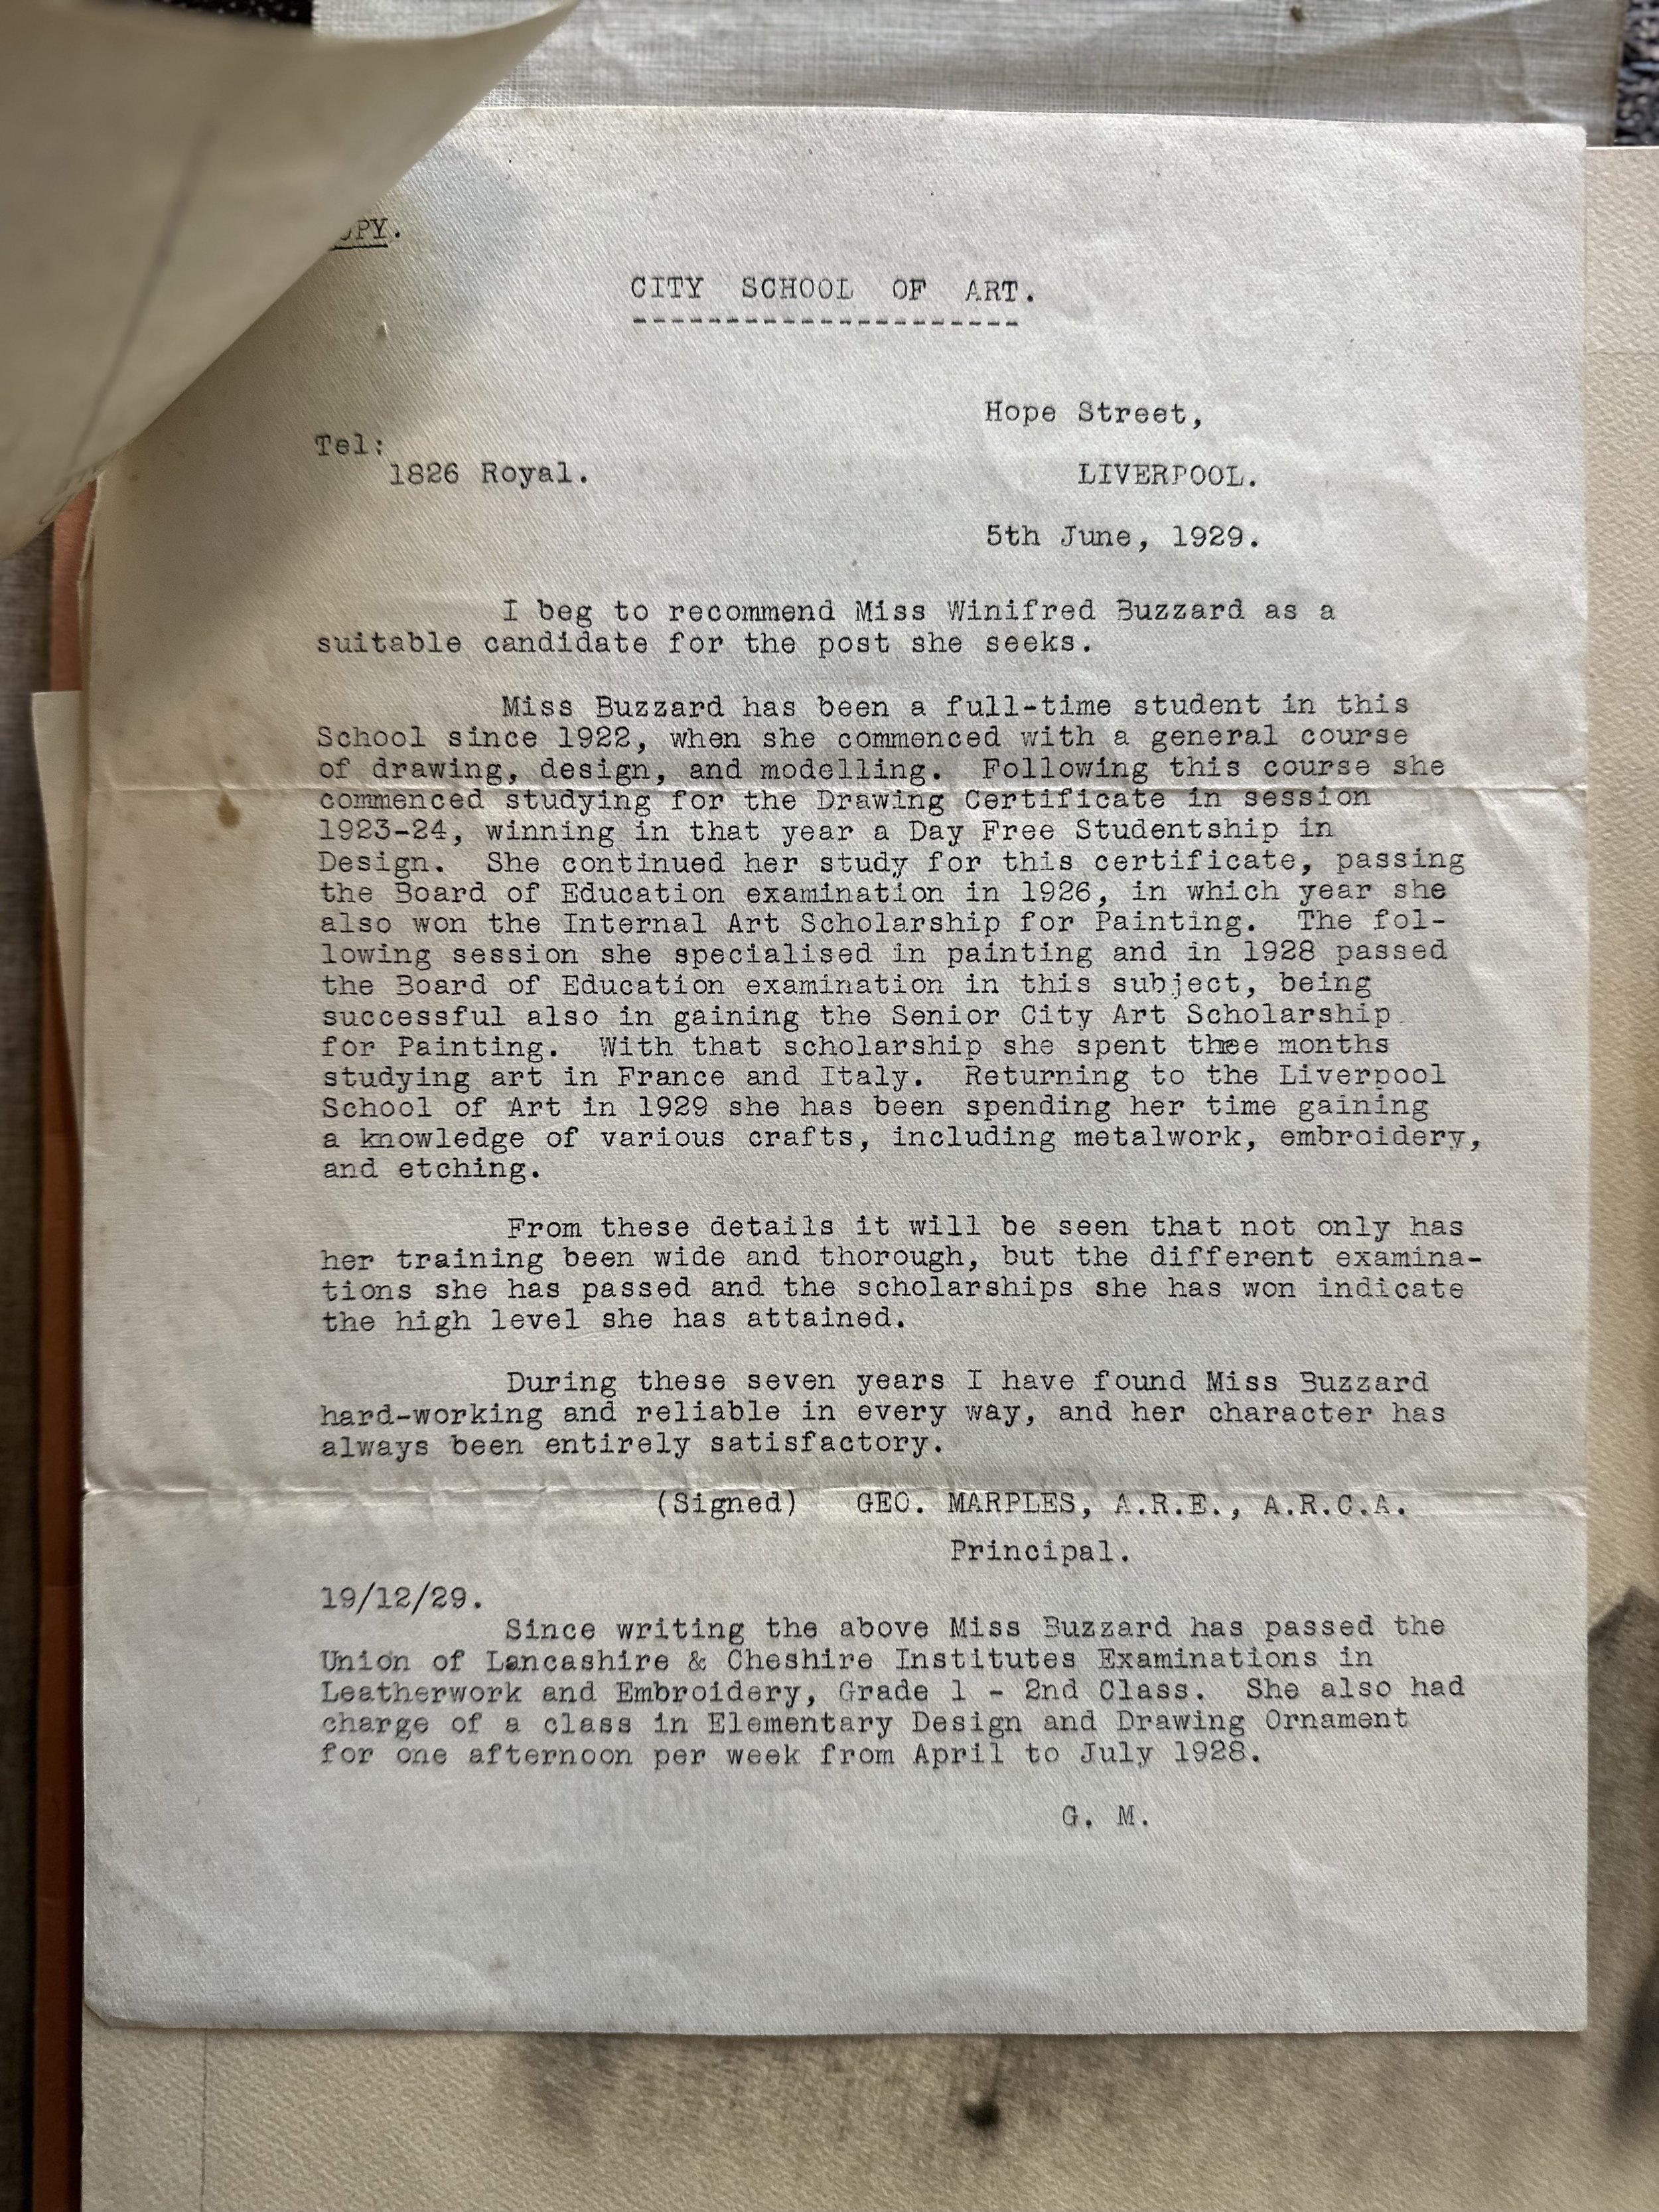 OPY.
CITY SCHOOL OF ART.
---------------------
Hope Street,
Tel:
1826 Royal.
LIVERPOOL.
5th June, 1929.
I beg to recommend Miss Winifred Buzzard as a
suitable candidate for the post she seeks.
Miss Buzzard has been a full-time student in this
School since 1922, when she commenced with a general course
of drawing, design, and modelling. Following this course she
commenced studying for the Drawing Certificate in session
1923-24, winning in that year a Day Free Studentship in
Design. She continued her study for this certificate, passing
the Board of Education examination in 1926, in which year she
also won the Internal Art Scholarship for Painting. The fol-
lowing session she specialised in painting and in 1928 passed
the Board of Education examination in this subject, being
successful also in gaining the Senior City Art Scholarship
for Painting. With that scholarship she spent three months
studying art in France and Italy. Returning to the Liverpool
School of Art in 1929 she has been spending her time gaining
a knowledge of various crafts, including metalwork, embroidery,
and etching.
From these details it will be seen that not only has
her training been wide and thorough, but the different examina-
tions she has passed and the scholarships she has won indicate
the high level she has attained.
During these seven years I have found Miss Buzzard
hard-working and reliable in every way, and her character has
always been entirely satisfactory.
(Signed) GEO. MARPLES, A.R.E., A.R.C.A.
Principal.
19/12/29.
Since writing the above Miss Buzzard has passed the
Union of Lancashire & Cheshire Institutes Examinations in
Leatherwork and Embroidery, Grade 1 - 2nd Class. She also had
charge of a class in Elementary Design and Drawing Ornament
for one afternoon per week from April to July 1928.
G. M.